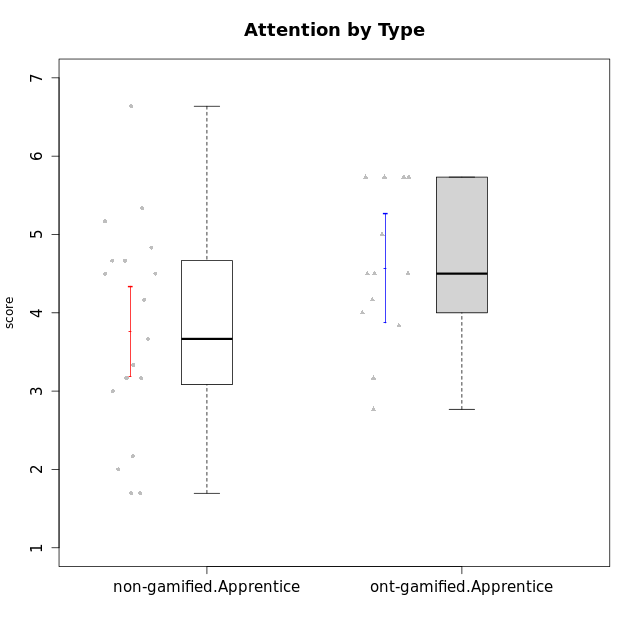 Attention by Type
7
6
5
4
3
2
1
score
non-gamified.Apprentice
ont-gamified.Apprentice